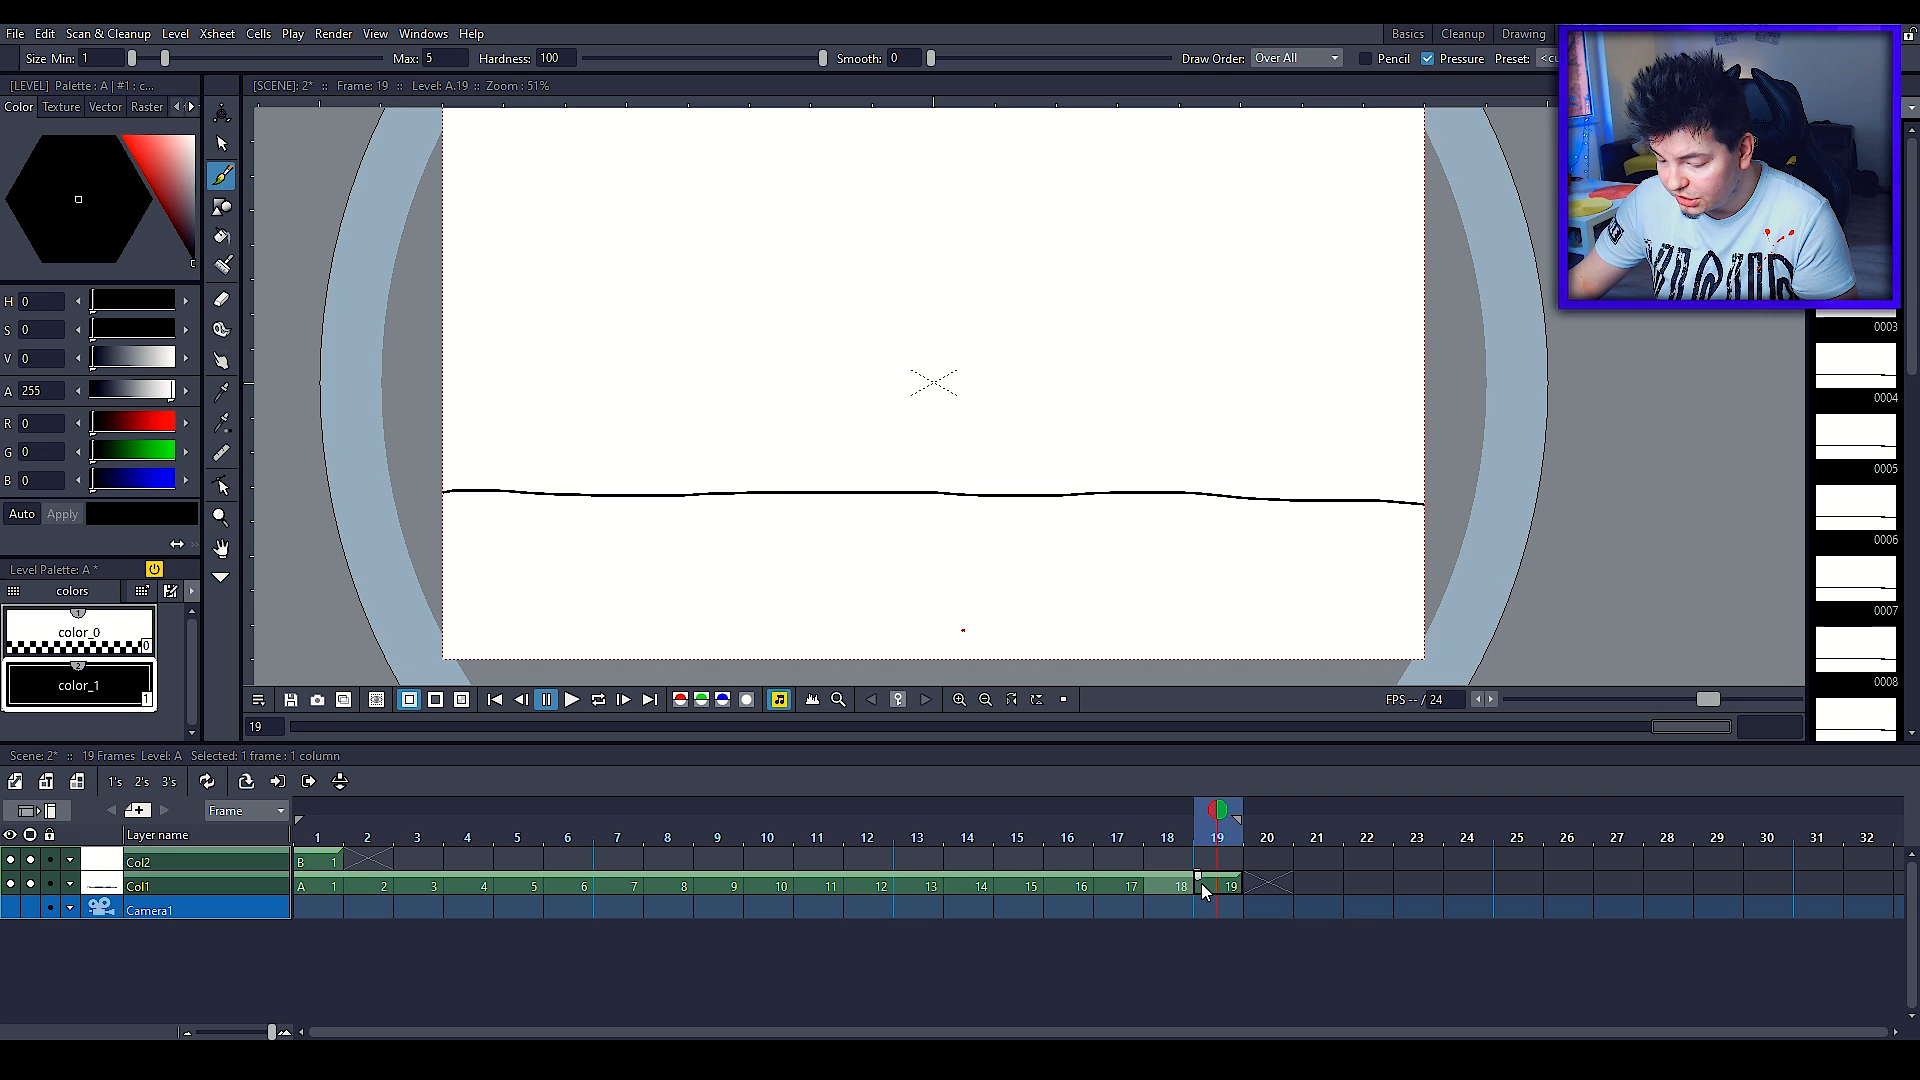 File Edit Scan & Cleanup Level Xsheet Cells Play Render View Windows Help
Basics Cleanup Drawing
Size Min: 1 Max: 5 Hardness: 100 Smooth: 0 Draw Order: Over All Pencil Pressure Preset:
[LEVEL] Palette : A | #1 : c...
[SCENE]: 2* :: Frame: 19 :: Level: A.19 :: Zoom : 51%
Color Texture Vector Raster
H 0
S 0
V 0
A 255
R 0
G 0
B 0
Auto Apply
Level Palette: A *
colors
1
color_0
0
2
color_1
1
0003
0004
0005
0006
0007
0008
FPS -- / 24
19
Scene: 2* :: 19 Frames Level: A Selected: 1 frame : 1 column
1's 2's 3's
Frame
Layer name
1 2 3 4 5 6 7 8 9 10 11 12 13 14 15 16 17 18 19 20 21 22 23 24 25 26 27 28 29 30 31 32
Col2 B 1
Col1 A 1 2 3 4 5 6 7 8 9 10 11 12 13 14 15 16 17 18 19
Camera1